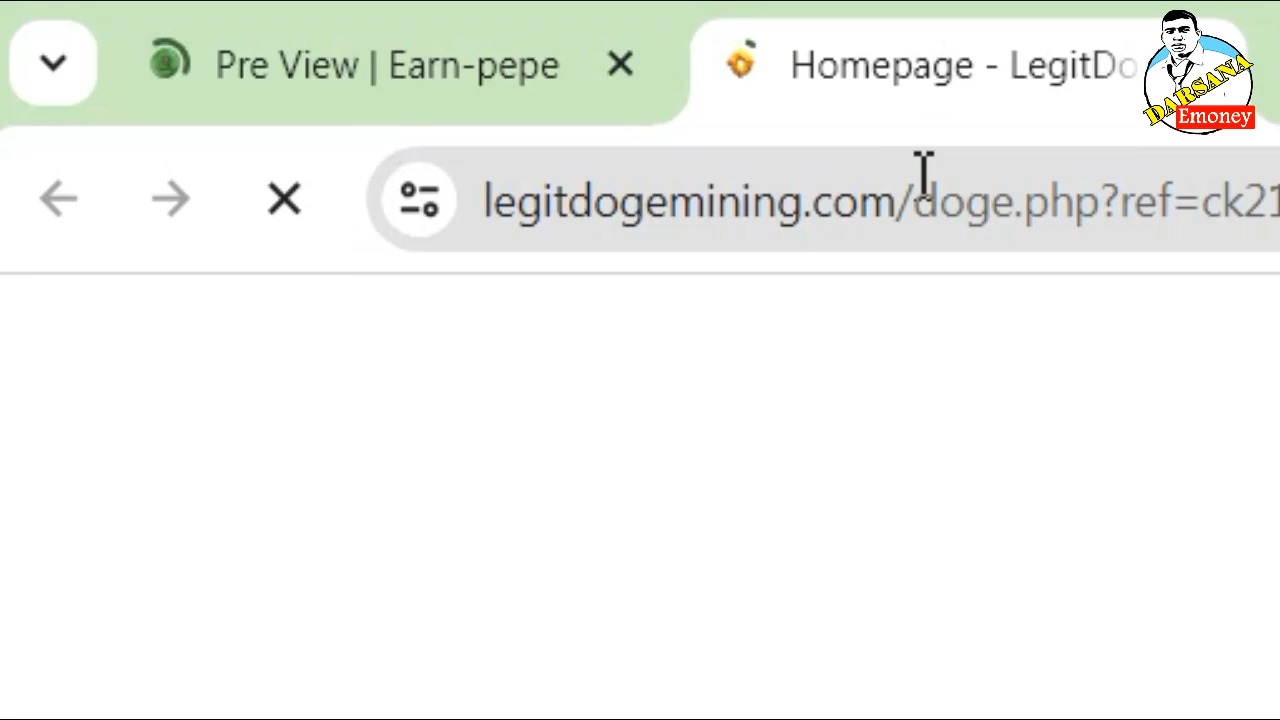 Pre View | Earn-pepe
Homepage - LegitDo
DARSANA
Emoney
legitdogemining.com/doge.php?ref=ck21